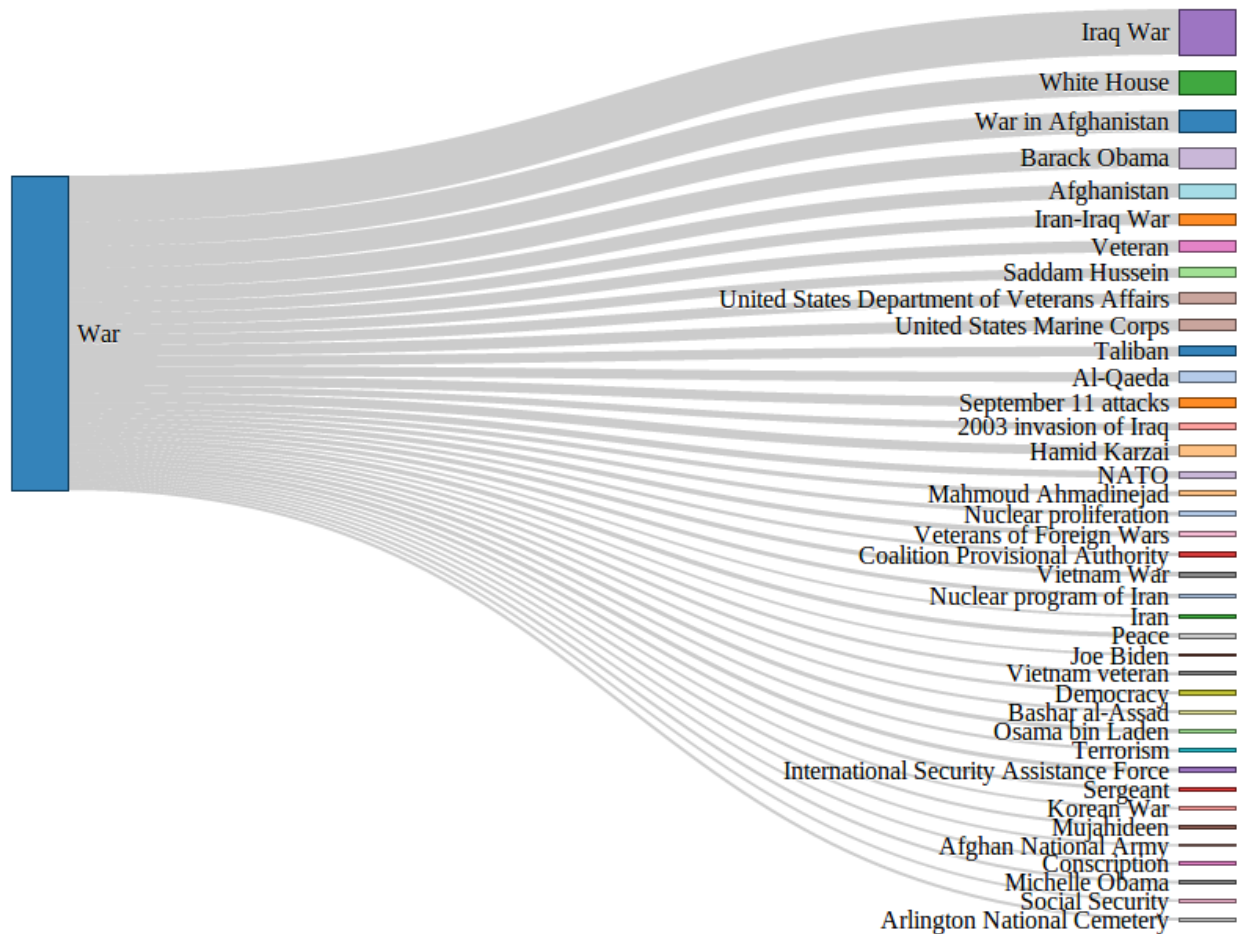 Iraq War
White House
War in Afghanistan
Barack Obama
Afghanistan
Iran-Iraq War
Veteran
Saddam Hussein
United States Department of Veterans Affairs
United States Marine Corps
War
Taliban
Al-Qaeda
September 11 attacks
2003 invasion of Iraq
Hamid Karzai
NATO
Mahmoud Ahmadinejad
Nuclear proliferation
Veterans of Foreign Wars
Coalition Provisional Authority
Vietnam War
Nuclear program of Iran
Iran
Peace
Joe Biden
Vietnam veteran
Democracy
Bashar al-Assad
Osama bin Laden
Terrorism
International Security Assistance Force
Sergeant
Korean War
Mujahideen
Afghan National Army
Conscription
Michelle Obama
Social Security
Arlington National Cemetery